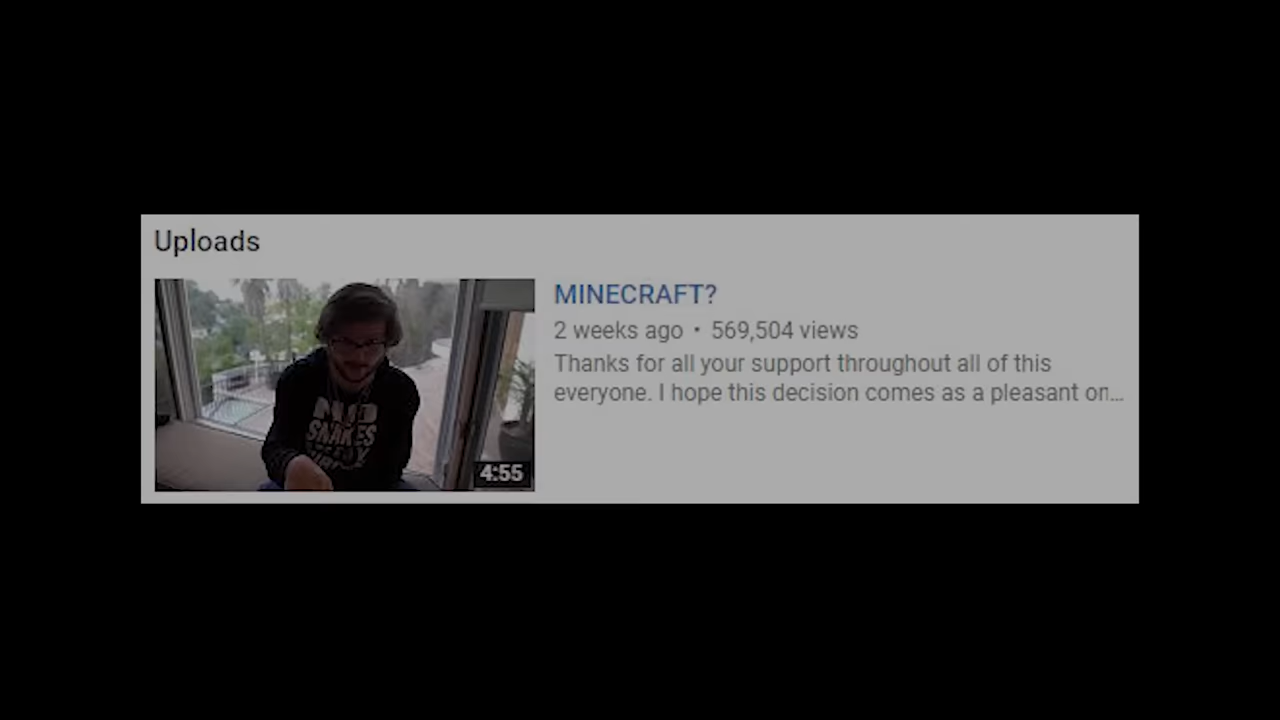 Uploads
MINECRAFT?
2 weeks ago • 569,504 views
Thanks for all your support throughout all of this
everyone. I hope this decision comes as a pleasant on...
4:55